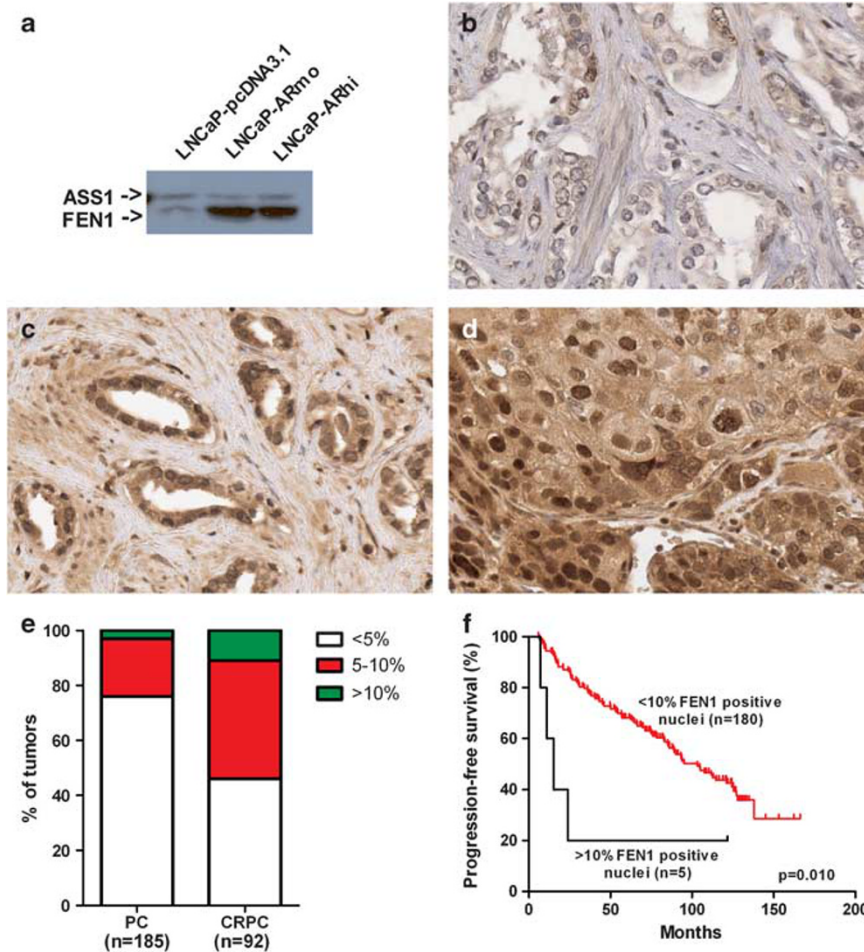 a
LNCaP-pcDNA3.1
LNCaP-ARmo
LNCaP-ARhi
ASS1 ->
FEN1 ->
b
c
d
e
100
80
60
40
20
0
% of tumors
PC
(n=185)
CRPC
(n=92)
<5%
5-10%
>10%
f
100
80
60
40
20
0
Progression-free survival (%)
<10% FEN1 positive
nuclei (n=180)
>10% FEN1 positive
nuclei (n=5)
p=0.010
0
50
100
150
200
Months